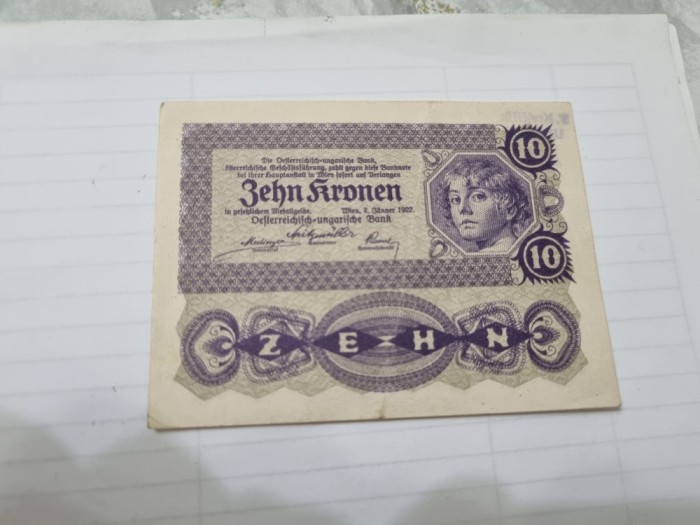 10
Die Oesterreichisch-ungarische Bank,
österreichische Geschäftsführung, zahlt gegen diese Banknote
bei ihrer Hauptanstalt in Wien sofort auf Verlangen
Zehn Kronen
in gesetzlichem Metallgelde. Wien, 2. Jänner 1922.
Oesterreichisch-ungarische Bank
10
ZEHN